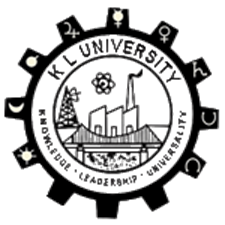 K L UNIVERSITY
KNOWLEDGE · LEADERSHIP · UNIVERSALITY